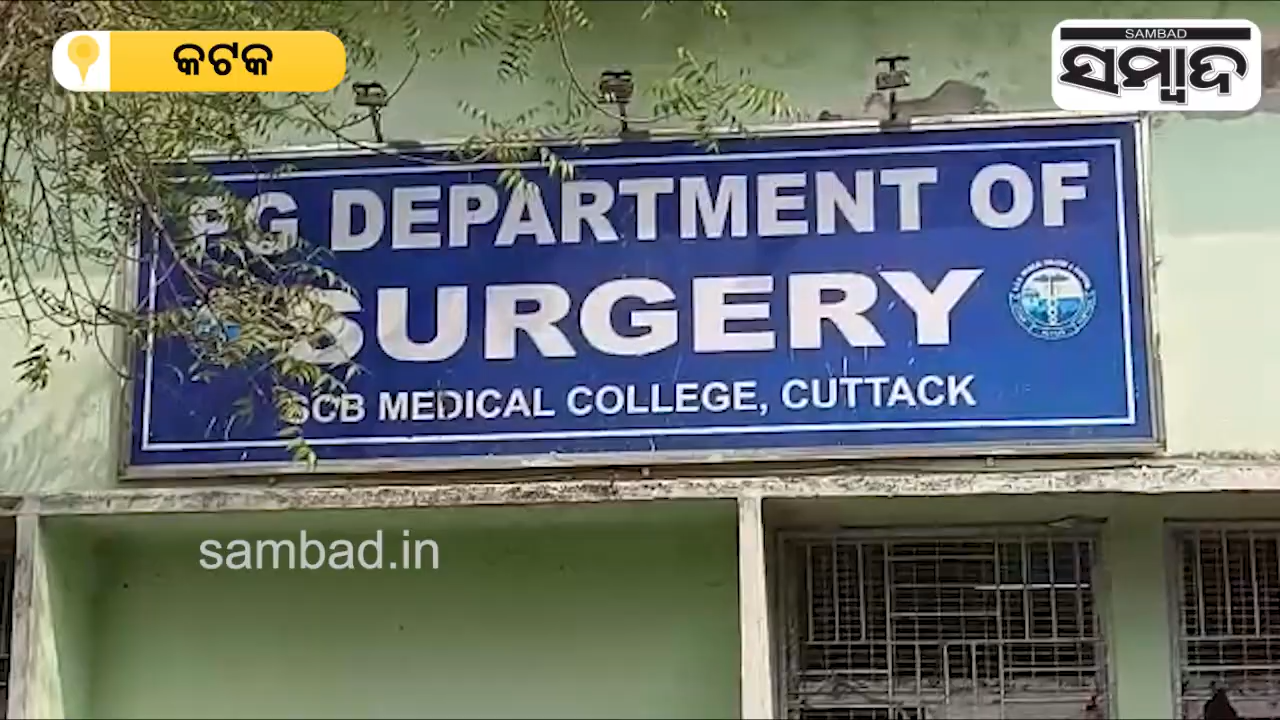 କଟକ
SAMBAD
ସମ୍ବାଦ
PG DEPARTMENT OF
SURGERY
SCB MEDICAL COLLEGE, CUTTACK
sambad.in